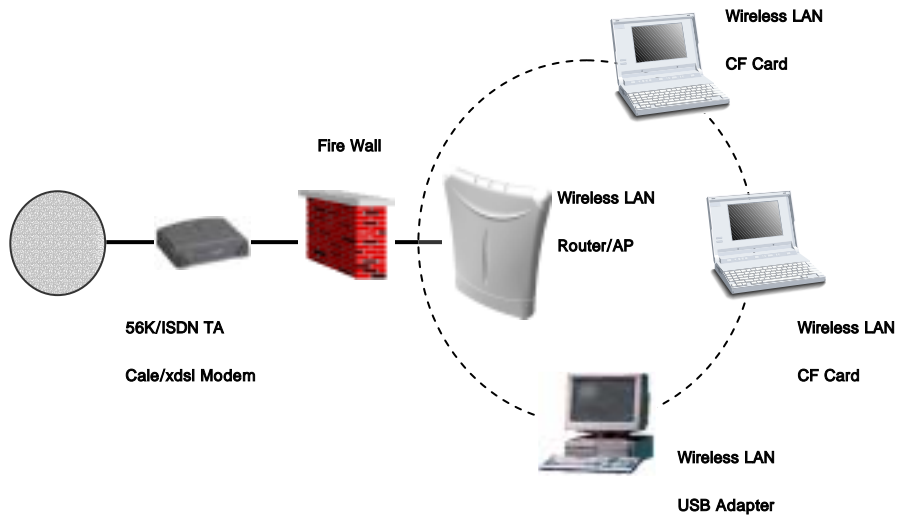 Wireless LAN
CF Card
Fire Wall
Wireless LAN
Router/AP
56K/ISDN TA
Cale/xdsl Modem
Wireless LAN
CF Card
Wireless LAN
USB Adapter